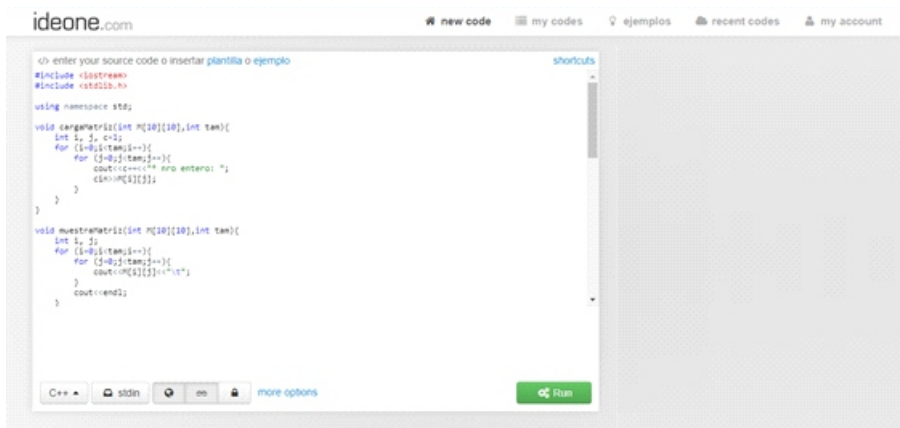 ideone.com
new code my codes ejemplos recent codes my account
</> enter your source code o insertar plantilla o ejemplo shortcuts
#include <iostream>
#include <stdlib.h>
using namespace std;
void cargaMatriz(int M[10][10],int tam){
int i, j, c=1;
for (i=0;i<tam;i++){
for (j=0;j<tam;j++){
cout<<c++<<"* nro entero: ";
cin>>M[i][j];
}
}
}
void muestraMatriz(int M[10][10],int tam){
int i, j;
for (i=0;i<tam;i++){
for (j=0;j<tam;j++){
cout<<M[i][j]<<"\t";
}
cout<<endl;
}
C++ stdin more options Run